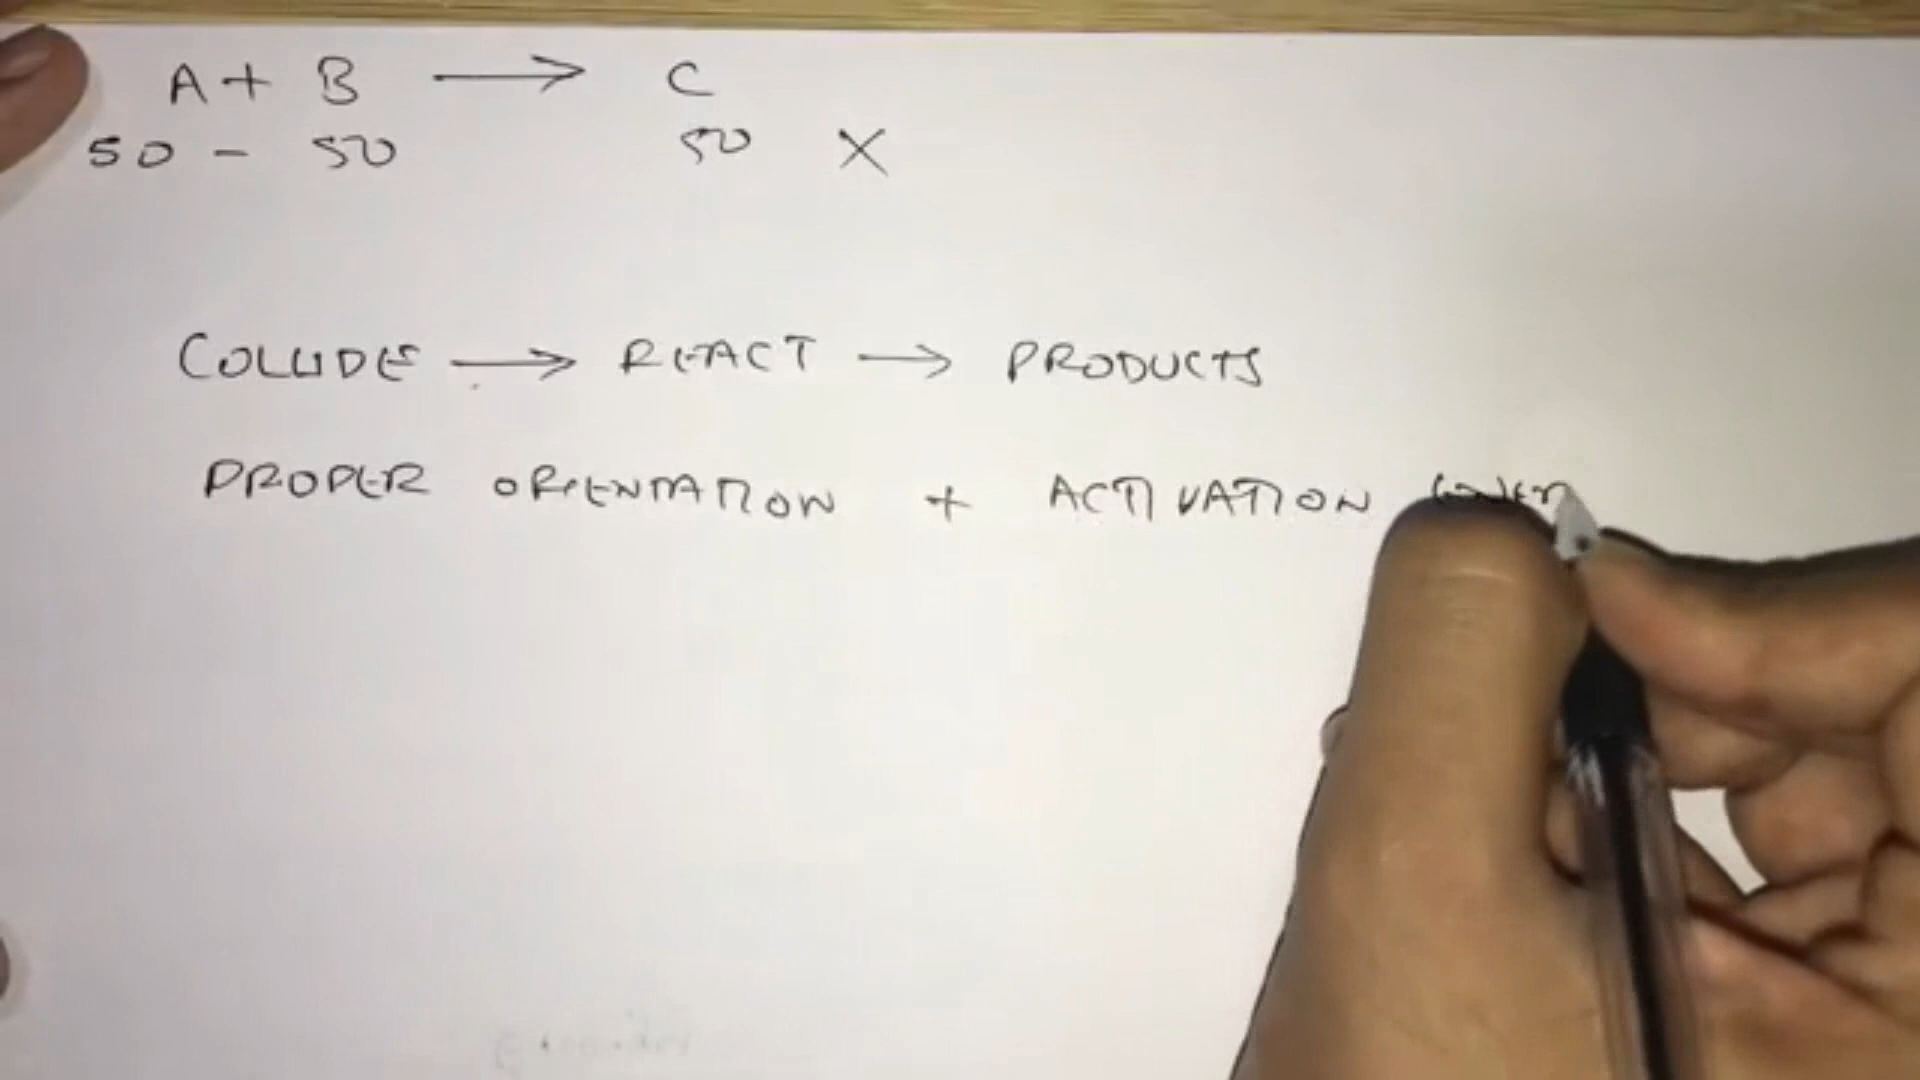 A + B → C
50 - 50 50 X
COLLIDE → REACT → PRODUCTS
PROPER ORIENTATION + ACTIVATION